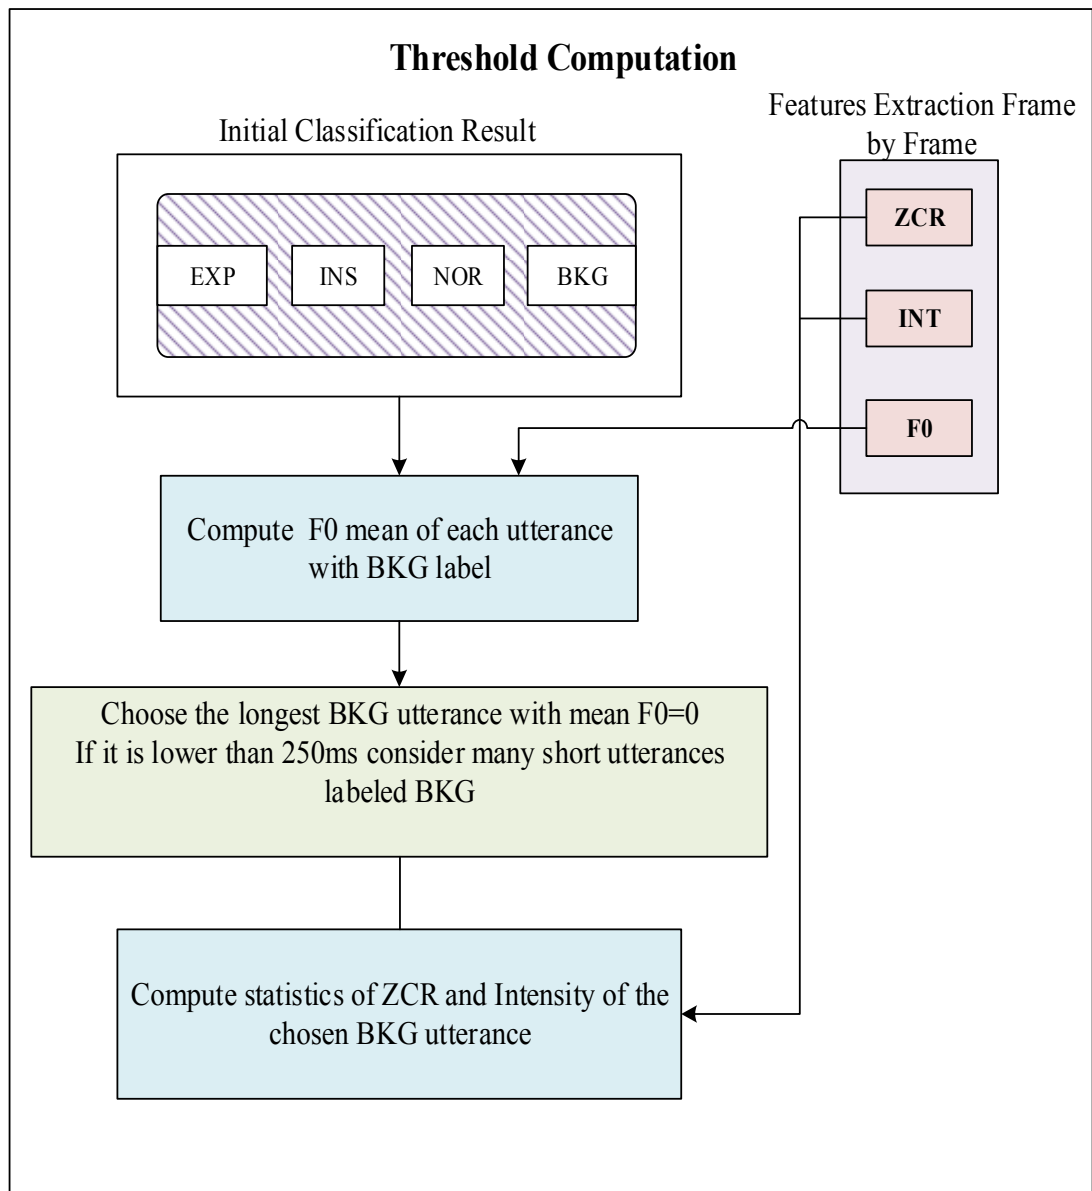 Threshold Computation
Features Extraction Frame
by Frame
Initial Classification Result
ZCR
EXP
INS
NOR
BKG
INT
F0
Compute F0 mean of each utterance
with BKG label
Choose the longest BKG utterance with mean F0=0
If it is lower than 250ms consider many short utterances
labeled BKG
Compute statistics of ZCR and Intensity of the
chosen BKG utterance